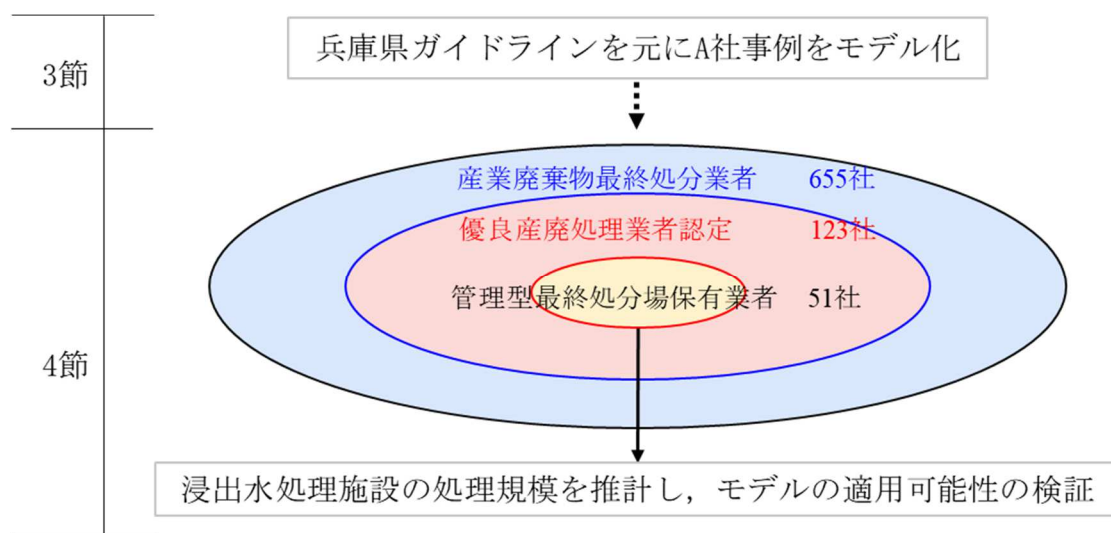 3節
兵庫県ガイドラインを元にA社事例をモデル化
4節
産業廃棄物最終処分業者 655社
優良産廃処理業者認定 123社
管理型最終処分場保有業者 51社
浸出水処理施設の処理規模を推計し，モデルの適用可能性の検証